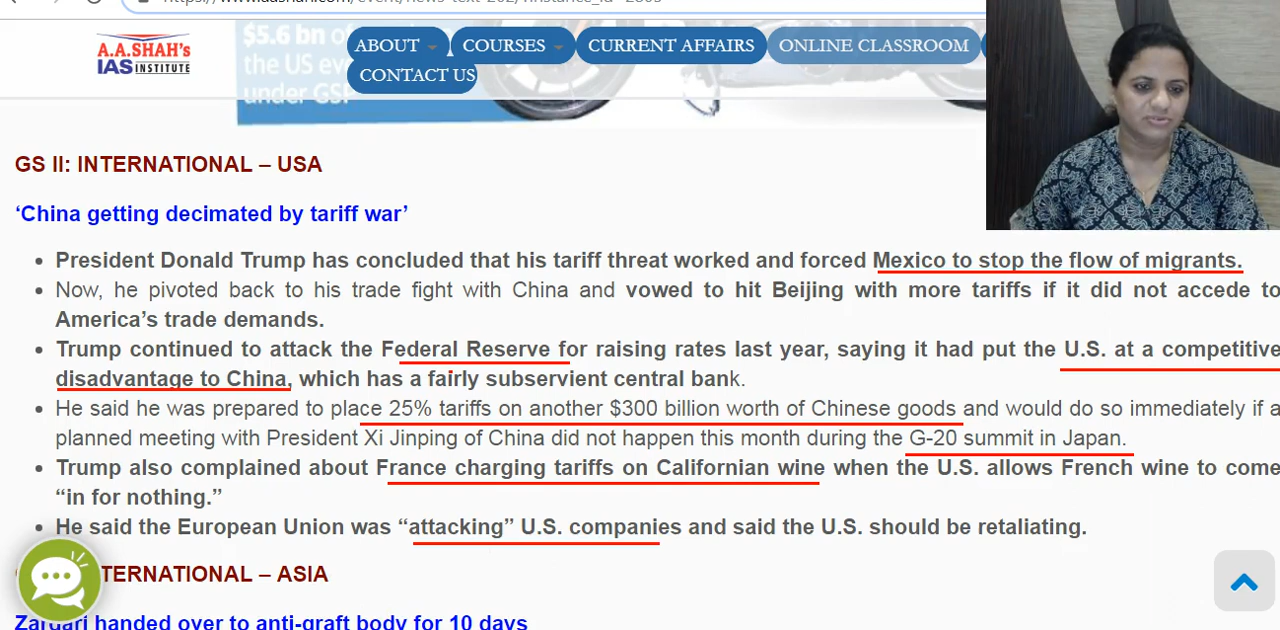 $5.6 bn of
the US eve
under GSP
A.A.SHAH's
IAS INSTITUTE
ABOUT
COURSES
CURRENT AFFAIRS
ONLINE CLASSROOM
CONTACT US
GS II: INTERNATIONAL – USA
‘China getting decimated by tariff war’
President Donald Trump has concluded that his tariff threat worked and forced Mexico to stop the flow of migrants.
Now, he pivoted back to his trade fight with China and vowed to hit Beijing with more tariffs if it did not accede to
America’s trade demands.
Trump continued to attack the Federal Reserve for raising rates last year, saying it had put the U.S. at a competitive
disadvantage to China, which has a fairly subservient central bank.
He said he was prepared to place 25% tariffs on another $300 billion worth of Chinese goods and would do so immediately if a
planned meeting with President Xi Jinping of China did not happen this month during the G-20 summit in Japan.
Trump also complained about France charging tariffs on Californian wine when the U.S. allows French wine to come
“in for nothing.”
He said the European Union was “attacking” U.S. companies and said the U.S. should be retaliating.
TERNATIONAL – ASIA
Zardari handed over to anti-graft body for 10 days